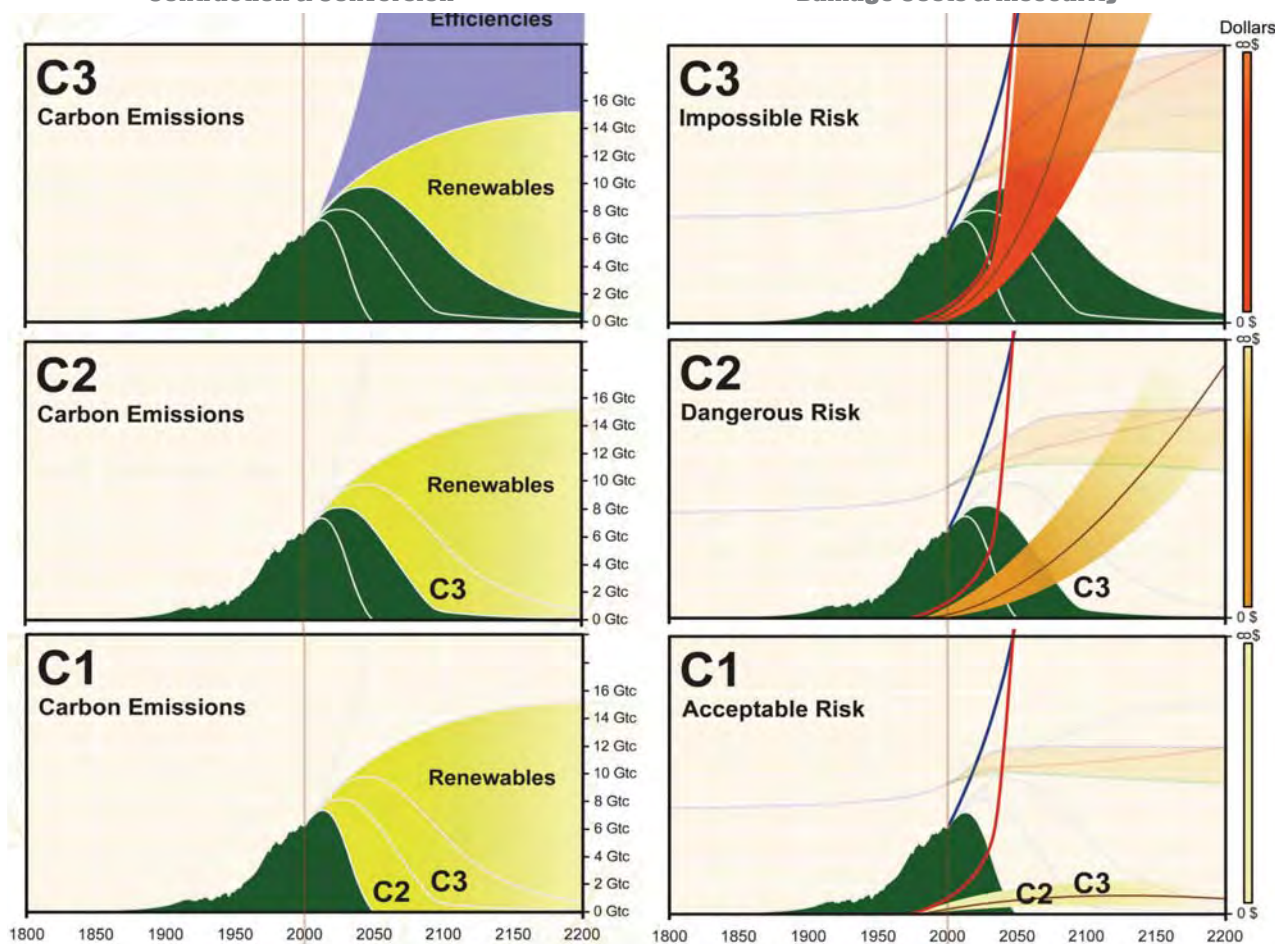 Efficiencies
Dollars
C3
Carbon Emissions
Renewables
16 Gtc
14 Gtc
12 Gtc
10 Gtc
8 Gtc
6 Gtc
4 Gtc
2 Gtc
0 Gtc
C3
Impossible Risk
∞$
0 $
C2
Carbon Emissions
Renewables
C3
16 Gtc
14 Gtc
12 Gtc
10 Gtc
8 Gtc
6 Gtc
4 Gtc
2 Gtc
0 Gtc
C2
Dangerous Risk
C3
∞$
0 $
C1
Carbon Emissions
Renewables
C2 C3
16 Gtc
14 Gtc
12 Gtc
10 Gtc
8 Gtc
6 Gtc
4 Gtc
2 Gtc
0 Gtc
1800 1850 1900 1950 2000 2050 2100 2150 2200
C1
Acceptable Risk
C2 C3
∞$
0 $
1800 1850 1900 1950 2000 2050 2100 2150 2200